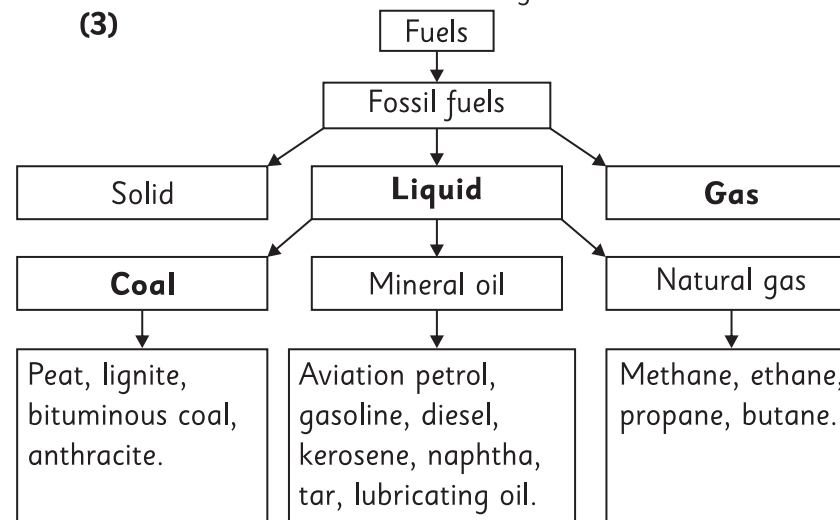 (3)
Fuels
Fossil fuels
Solid
Liquid
Gas
Coal
Mineral oil
Natural gas
Peat, lignite,
bituminous coal,
anthracite.
Aviation petrol,
gasoline, diesel,
kerosene, naphtha,
tar, lubricating oil.
Methane, ethane,
propane, butane.